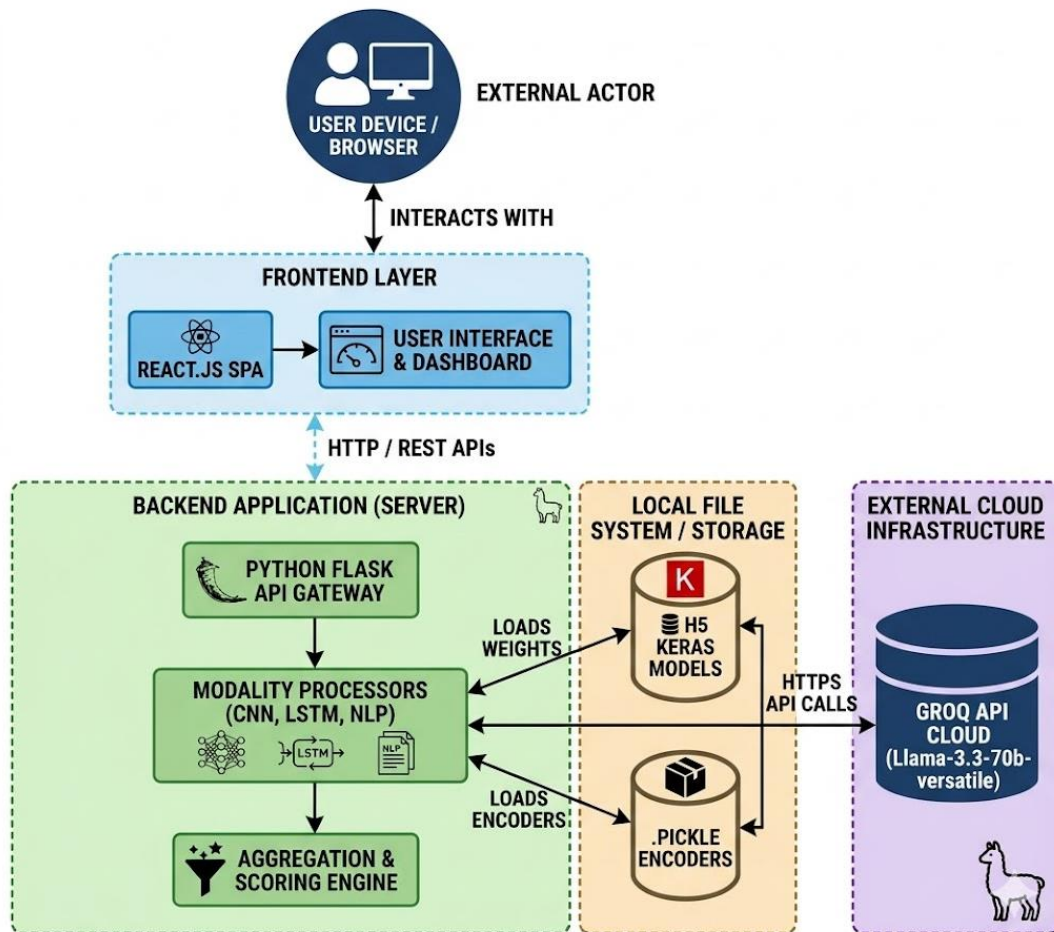 USER DEVICE /
BROWSER
EXTERNAL ACTOR
INTERACTS WITH
FRONTEND LAYER
REACT.JS SPA
USER INTERFACE
& DASHBOARD
HTTP / REST APIs
BACKEND APPLICATION (SERVER)
PYTHON FLASK
API GATEWAY
MODALITY PROCESSORS
(CNN, LSTM, NLP)
LSTM
NLP
AGGREGATION &
SCORING ENGINE
LOADS
WEIGHTS
LOADS
ENCODERS
LOCAL FILE
SYSTEM / STORAGE
K
H5
KERAS
MODELS
.PICKLE
ENCODERS
HTTPS
API CALLS
EXTERNAL CLOUD
INFRASTRUCTURE
GROQ API
CLOUD
(Llama-3.3-70b-
versatile)